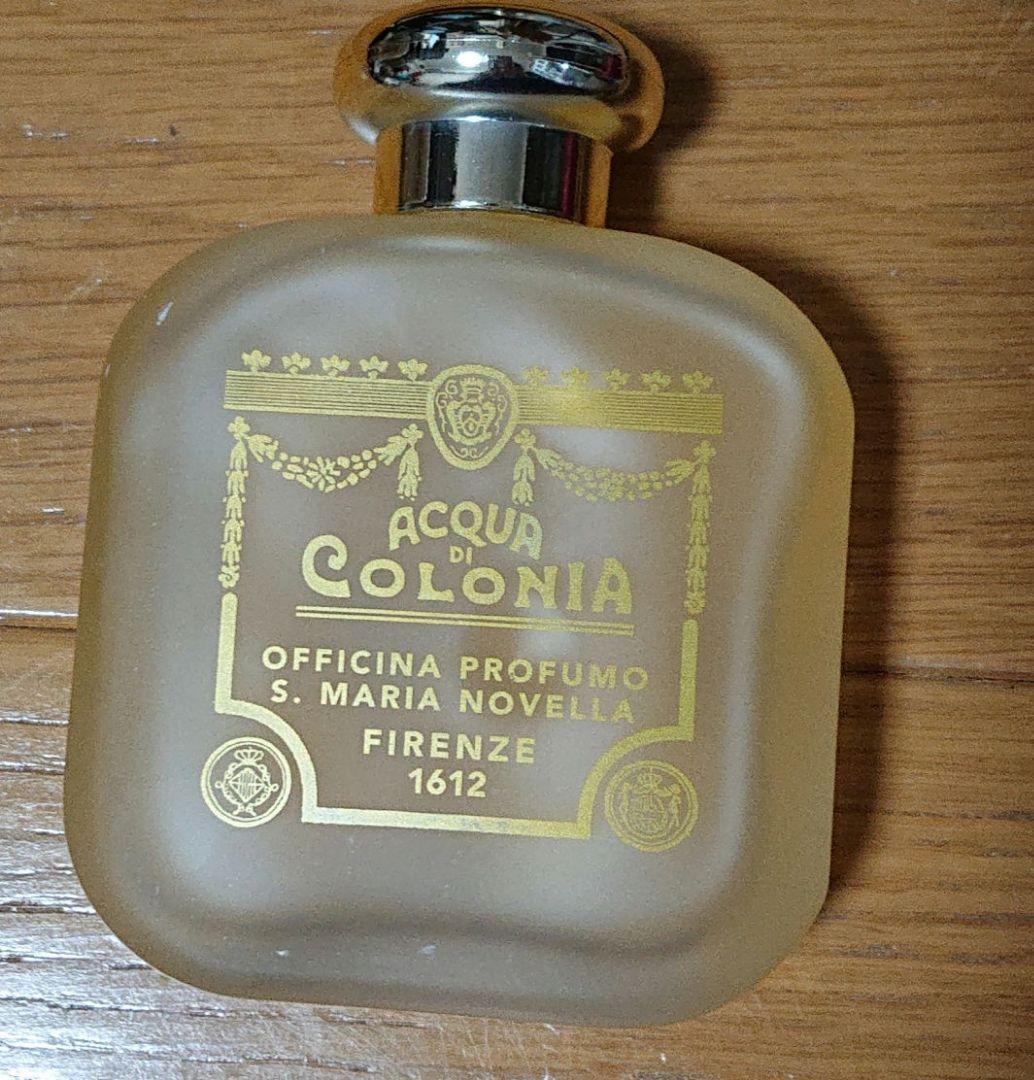 ACQUA
DI
COLONIA
OFFICINA PROFUMO
S. MARIA NOVELLA
FIRENZE
1612